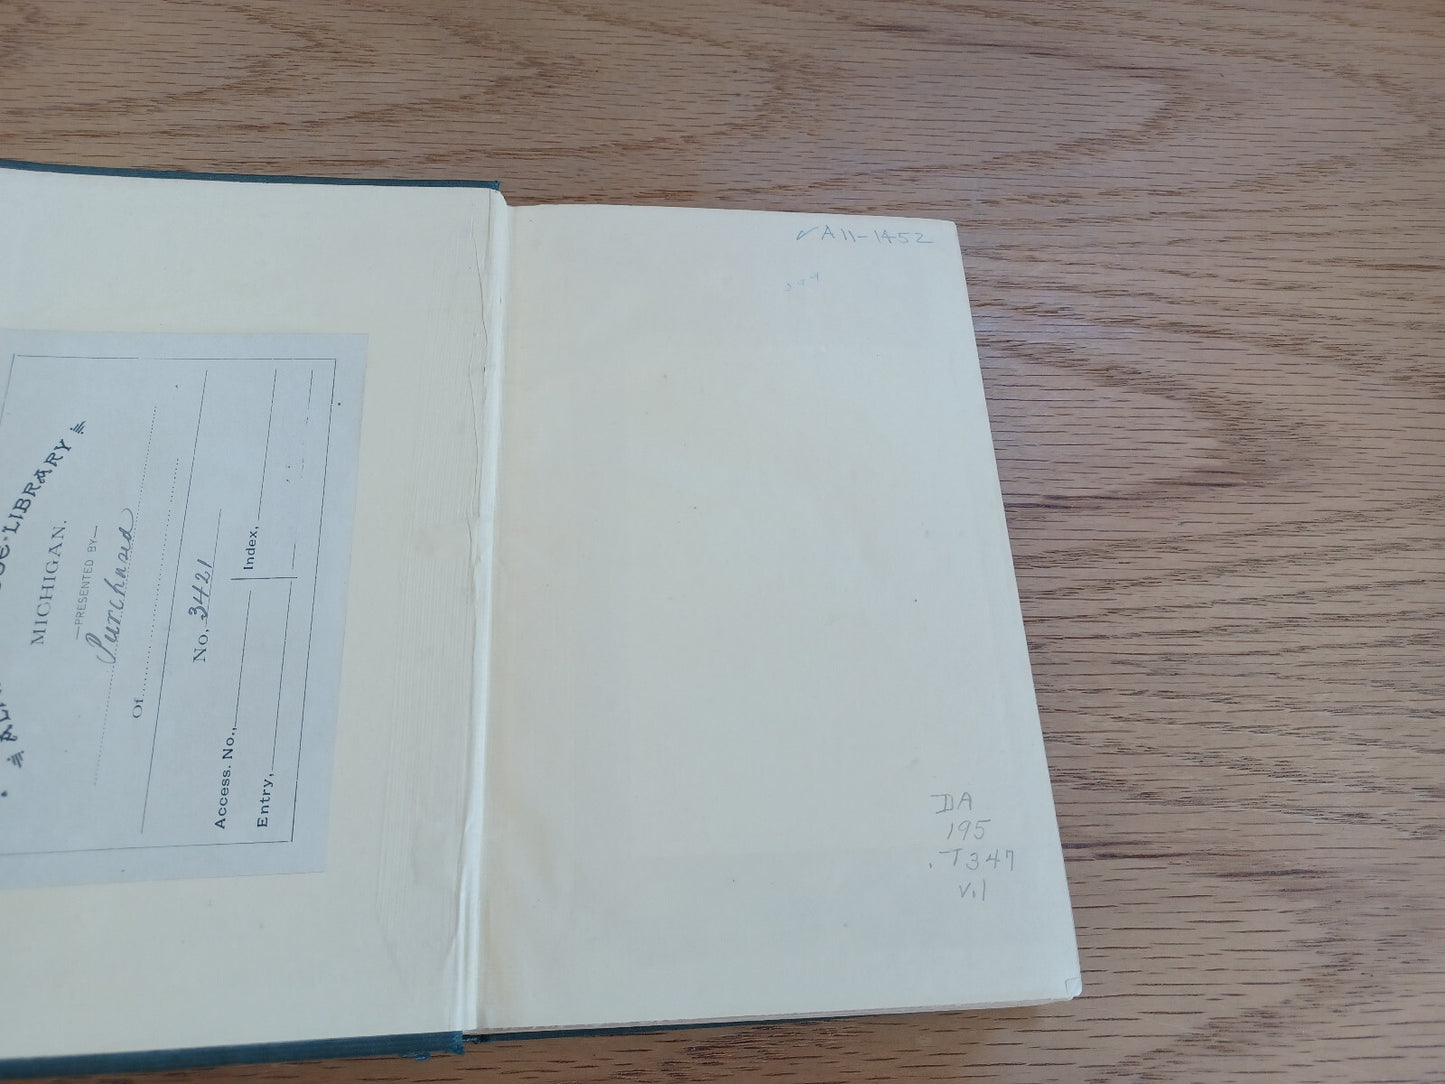 LIBRARY
MICHIGAN.
—PRESENTED BY—
Purchased
Of
No. 3421
Access. No.,
Index,
Entry,
✓ A11-1452
DA
195
.T347
v.1